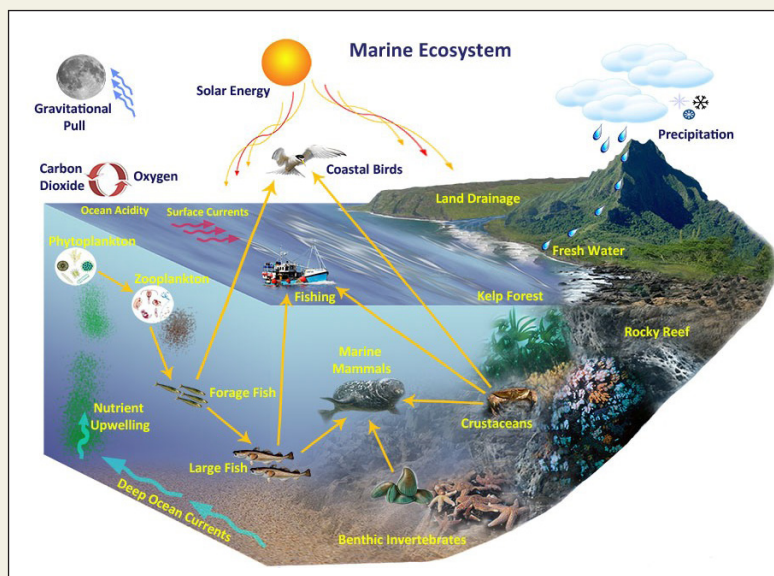 Marine Ecosystem
Solar Energy
Gravitational
Pull
Precipitation
Carbon
Dioxide
Oxygen
Coastal Birds
Land Drainage
Ocean Acidity
Surface Currents
Phytoplankton
Fresh Water
Zooplankton
Fishing
Kelp Forest
Rocky Reef
Marine
Mammals
Forage Fish
Nutrient
Upwelling
Crustaceans
Large Fish
Deep Ocean Currents
Benthic Invertebrates